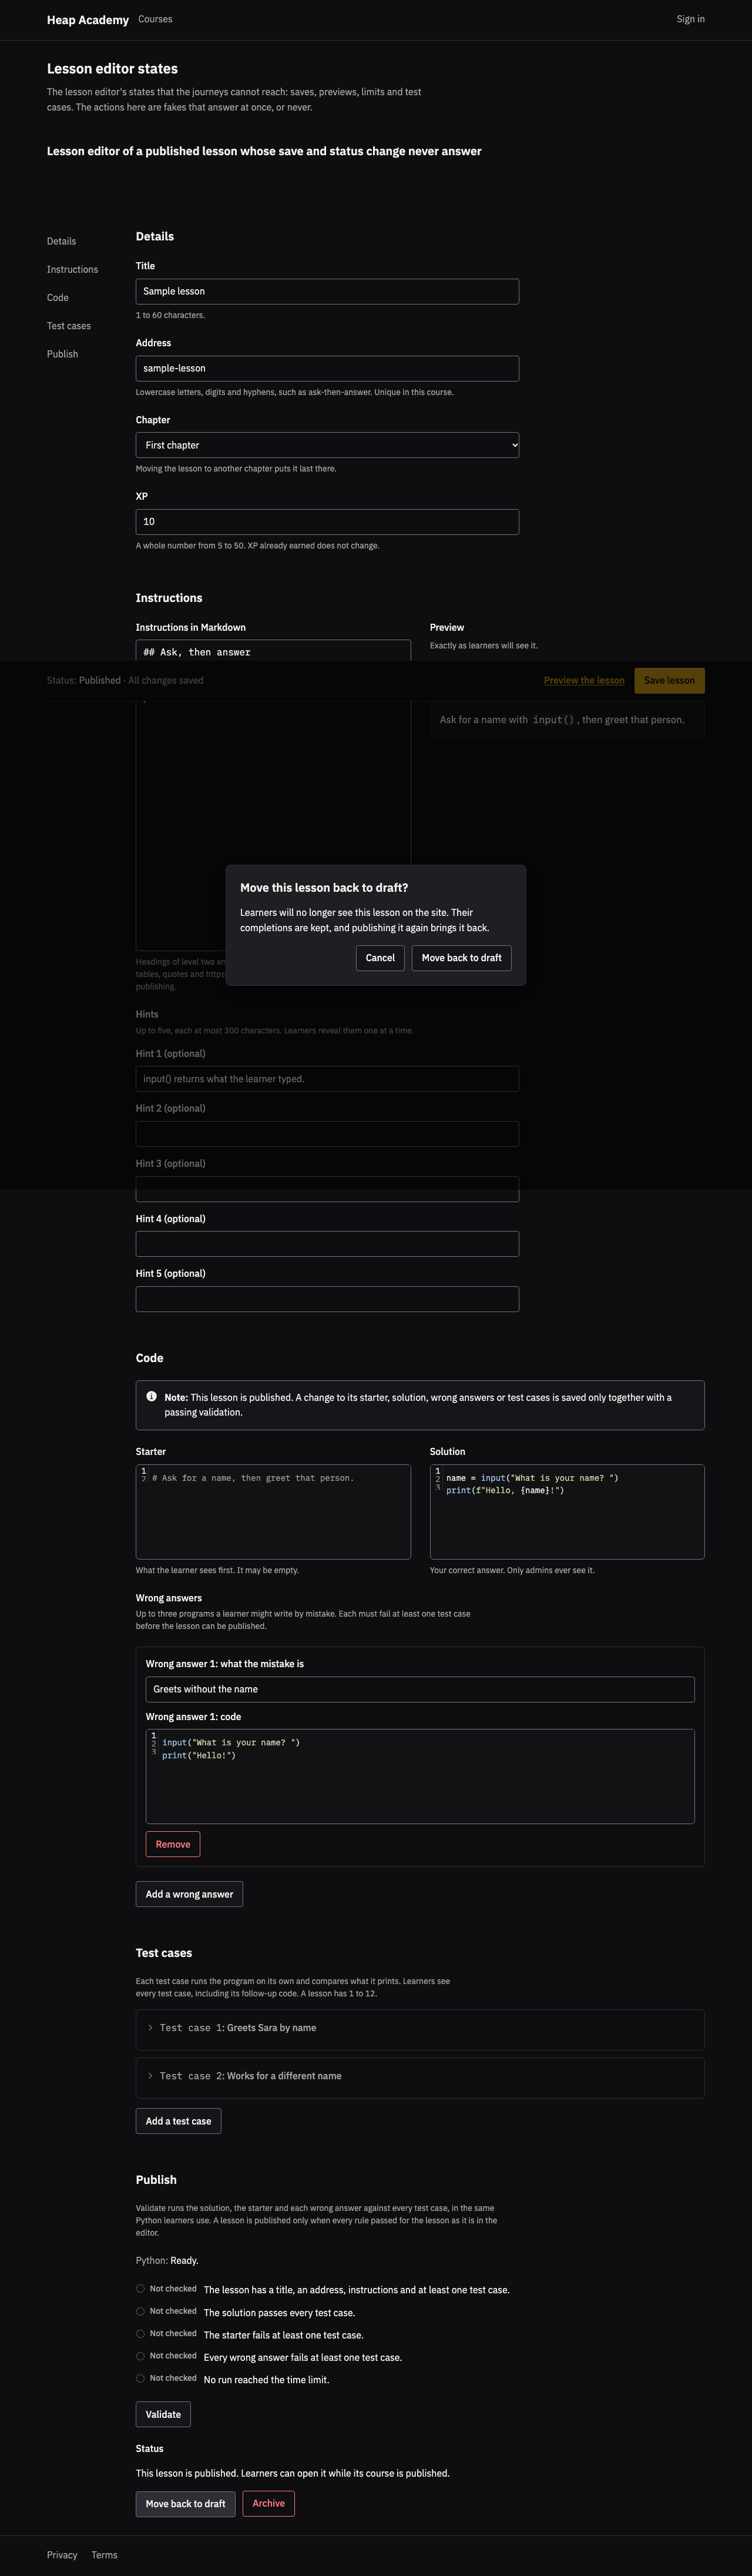 Heap Academy
Courses
Sign in
Lesson editor states
The lesson editor's states that the journeys cannot reach: saves, previews, limits and test
cases. The actions here are fakes that answer at once, or never.
Lesson editor of a published lesson whose save and status change never answer
Details
Instructions
Code
Test cases
Publish
Details
Title
Sample lesson
1 to 60 characters.
Address
sample-lesson
Lowercase letters, digits and hyphens, such as ask-then-answer. Unique in this course.
Chapter
First chapter
Moving the lesson to another chapter puts it last there.
XP
10
A whole number from 5 to 50. XP already earned does not change.
Instructions
Instructions in Markdown
## Ask, then answer
Preview
Exactly as learners will see it.
Status: Published · All changes saved
Preview the lesson
Save lesson
Ask for a name with input(), then greet that person.
Move this lesson back to draft?
Learners will no longer see this lesson on the site. Their
completions are kept, and publishing it again brings it back.
Cancel
Move back to draft
Headings of level two an
tables, quotes and https
publishing.
Hints
Up to five, each at most 300 characters. Learners reveal them one at a time.
Hint 1 (optional)
input() returns what the learner typed.
Hint 2 (optional)
Hint 3 (optional)
Hint 4 (optional)
Hint 5 (optional)
Code
Note: This lesson is published. A change to its starter, solution, wrong answers or test cases is saved only together with a
passing validation.
Starter
1
2
# Ask for a name, then greet that person.
What the learner sees first. It may be empty.
Solution
1
2
3
name = input("What is your name? ")
print(f"Hello, {name}!")
Your correct answer. Only admins ever see it.
Wrong answers
Up to three programs a learner might write by mistake. Each must fail at least one test case
before the lesson can be published.
Wrong answer 1: what the mistake is
Greets without the name
Wrong answer 1: code
1
2
3
input("What is your name? ")
print("Hello!")
Remove
Add a wrong answer
Test cases
Each test case runs the program on its own and compares what it prints. Learners see
every test case, including its follow-up code. A lesson has 1 to 12.
Test case 1: Greets Sara by name
Test case 2: Works for a different name
Add a test case
Publish
Validate runs the solution, the starter and each wrong answer against every test case, in the same
Python learners use. A lesson is published only when every rule passed for the lesson as it is in the
editor.
Python: Ready.
Not checked The lesson has a title, an address, instructions and at least one test case.
Not checked The solution passes every test case.
Not checked The starter fails at least one test case.
Not checked Every wrong answer fails at least one test case.
Not checked No run reached the time limit.
Validate
Status
This lesson is published. Learners can open it while its course is published.
Move back to draft
Archive
Privacy
Terms